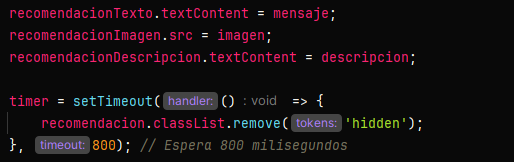 recomendacionTexto.textContent = mensaje;
recomendacionImagen.src = imagen;
recomendacionDescripcion.textContent = descripcion;
timer = setTimeout( handler: () : void => {
recomendacion.classList.remove( tokens: 'hidden');
}, timeout: 800); // Espera 800 milisegundos